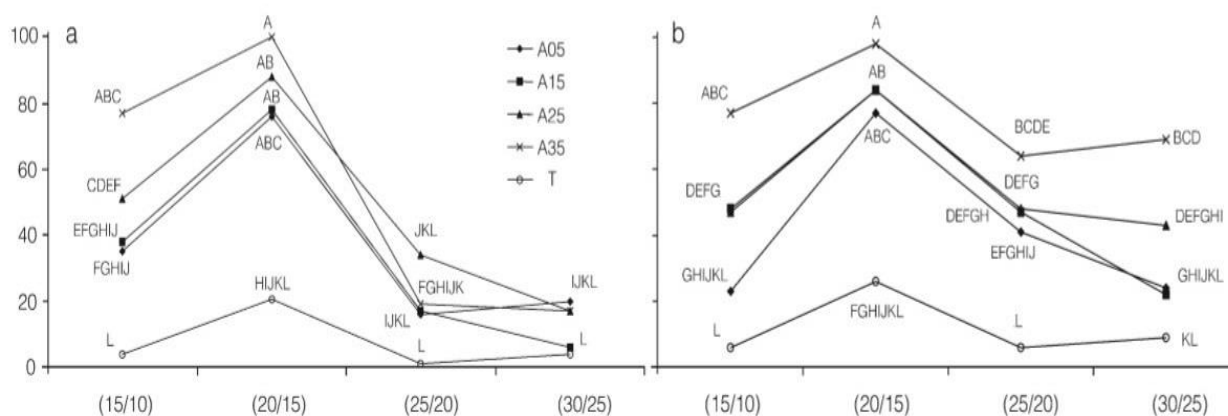 100 a A A05 b A
AB A15 AB
80 ABC AB A25 ABC ABC BCDE BCD
ABC A35
60 T
CDEF DEFG DEFG DEFGHI
40 EFGHIJ JKL DEFGH
FGHIJ EFGHIJ
20 HIJKL FGHIJK IJKL GHIJKL GHIJKL
IJKL FGHIJKL
L L L L L KL
0
(15/10) (20/15) (25/20) (30/25) (15/10) (20/15) (25/20) (30/25)